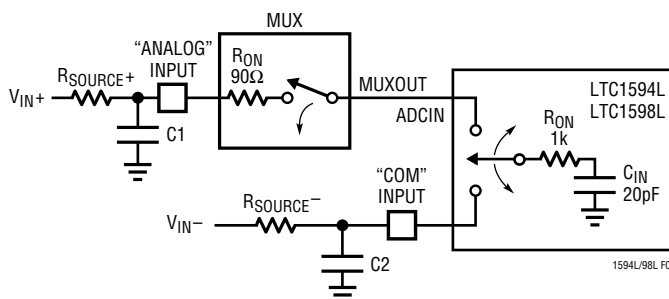 MUX
“ANALOG”
INPUT
RON
90Ω
MUXOUT
RSOURCE+
VIN+
C1
ADCIN
LTC1594L
LTC1598L
RON
1k
CIN
20pF
“COM”
INPUT
RSOURCE–
VIN–
C2
1594L/98L F0